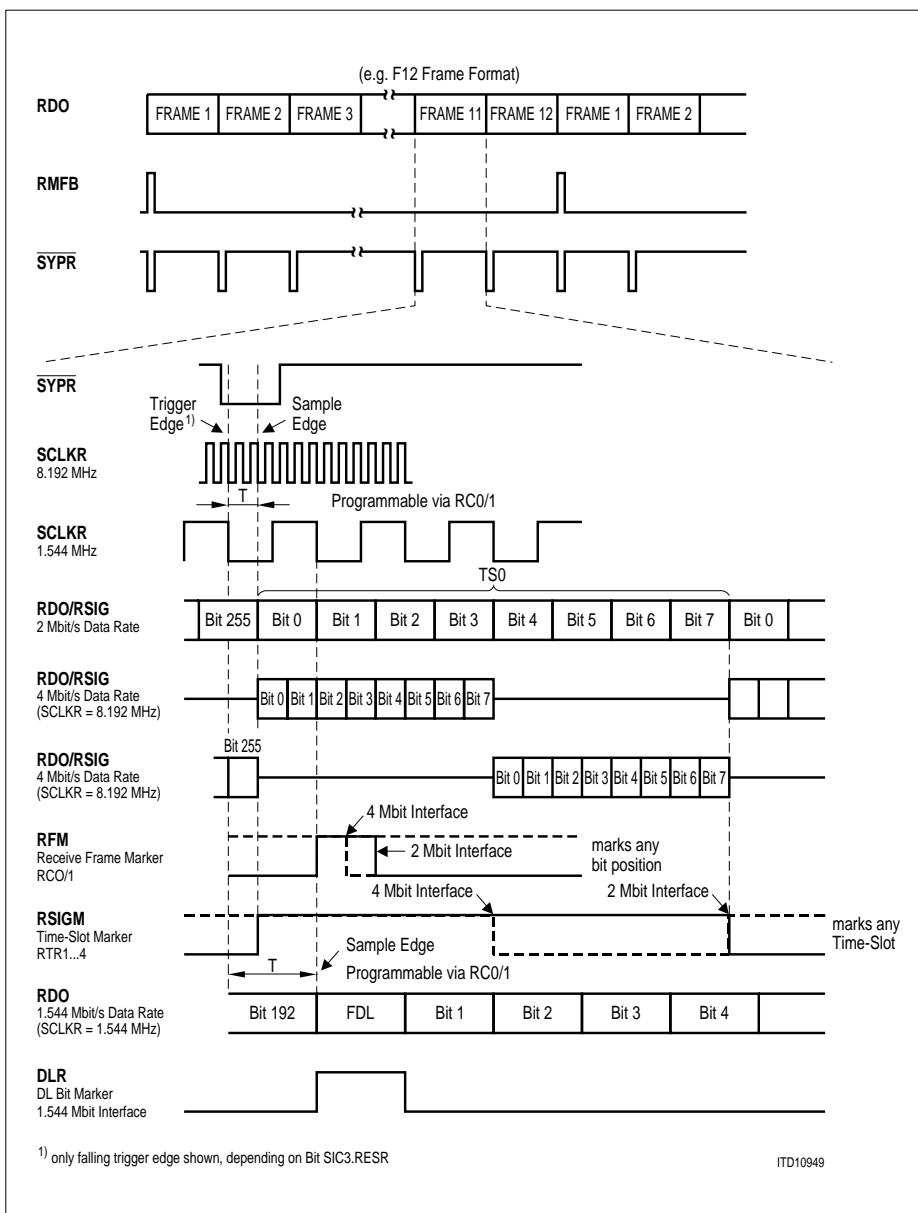 (e.g. F12 Frame Format)
RDO
FRAME 1 FRAME 2 FRAME 3 FRAME 11 FRAME 12 FRAME 1 FRAME 2
RMFB
SYPR
SYPR
Trigger Edge1)
Sample Edge
SCLKR
8.192 MHz
T
Programmable via RC0/1
SCLKR
1.544 MHz
TS0
RDO/RSIG
2 Mbit/s Data Rate
Bit 255 Bit 0 Bit 1 Bit 2 Bit 3 Bit 4 Bit 5 Bit 6 Bit 7 Bit 0
RDO/RSIG
4 Mbit/s Data Rate
(SCLKR = 8.192 MHz)
Bit 0 Bit 1 Bit 2 Bit 3 Bit 4 Bit 5 Bit 6 Bit 7
Bit 255
RDO/RSIG
4 Mbit/s Data Rate
(SCLKR = 8.192 MHz)
Bit 0 Bit 1 Bit 2 Bit 3 Bit 4 Bit 5 Bit 6 Bit 7
4 Mbit Interface
RFM
Receive Frame Marker
RCO/1
2 Mbit Interface
marks any
bit position
4 Mbit Interface
2 Mbit Interface
RSIGM
Time-Slot Marker
RTR1...4
marks any
Time-Slot
T
Sample Edge
Programmable via RC0/1
RDO
1.544 Mbit/s Data Rate
(SCLKR = 1.544 MHz)
Bit 192 FDL Bit 1 Bit 2 Bit 3 Bit 4
DLR
DL Bit Marker
1.544 Mbit Interface
1) only falling trigger edge shown, depending on Bit SIC3.RESR
ITD10949